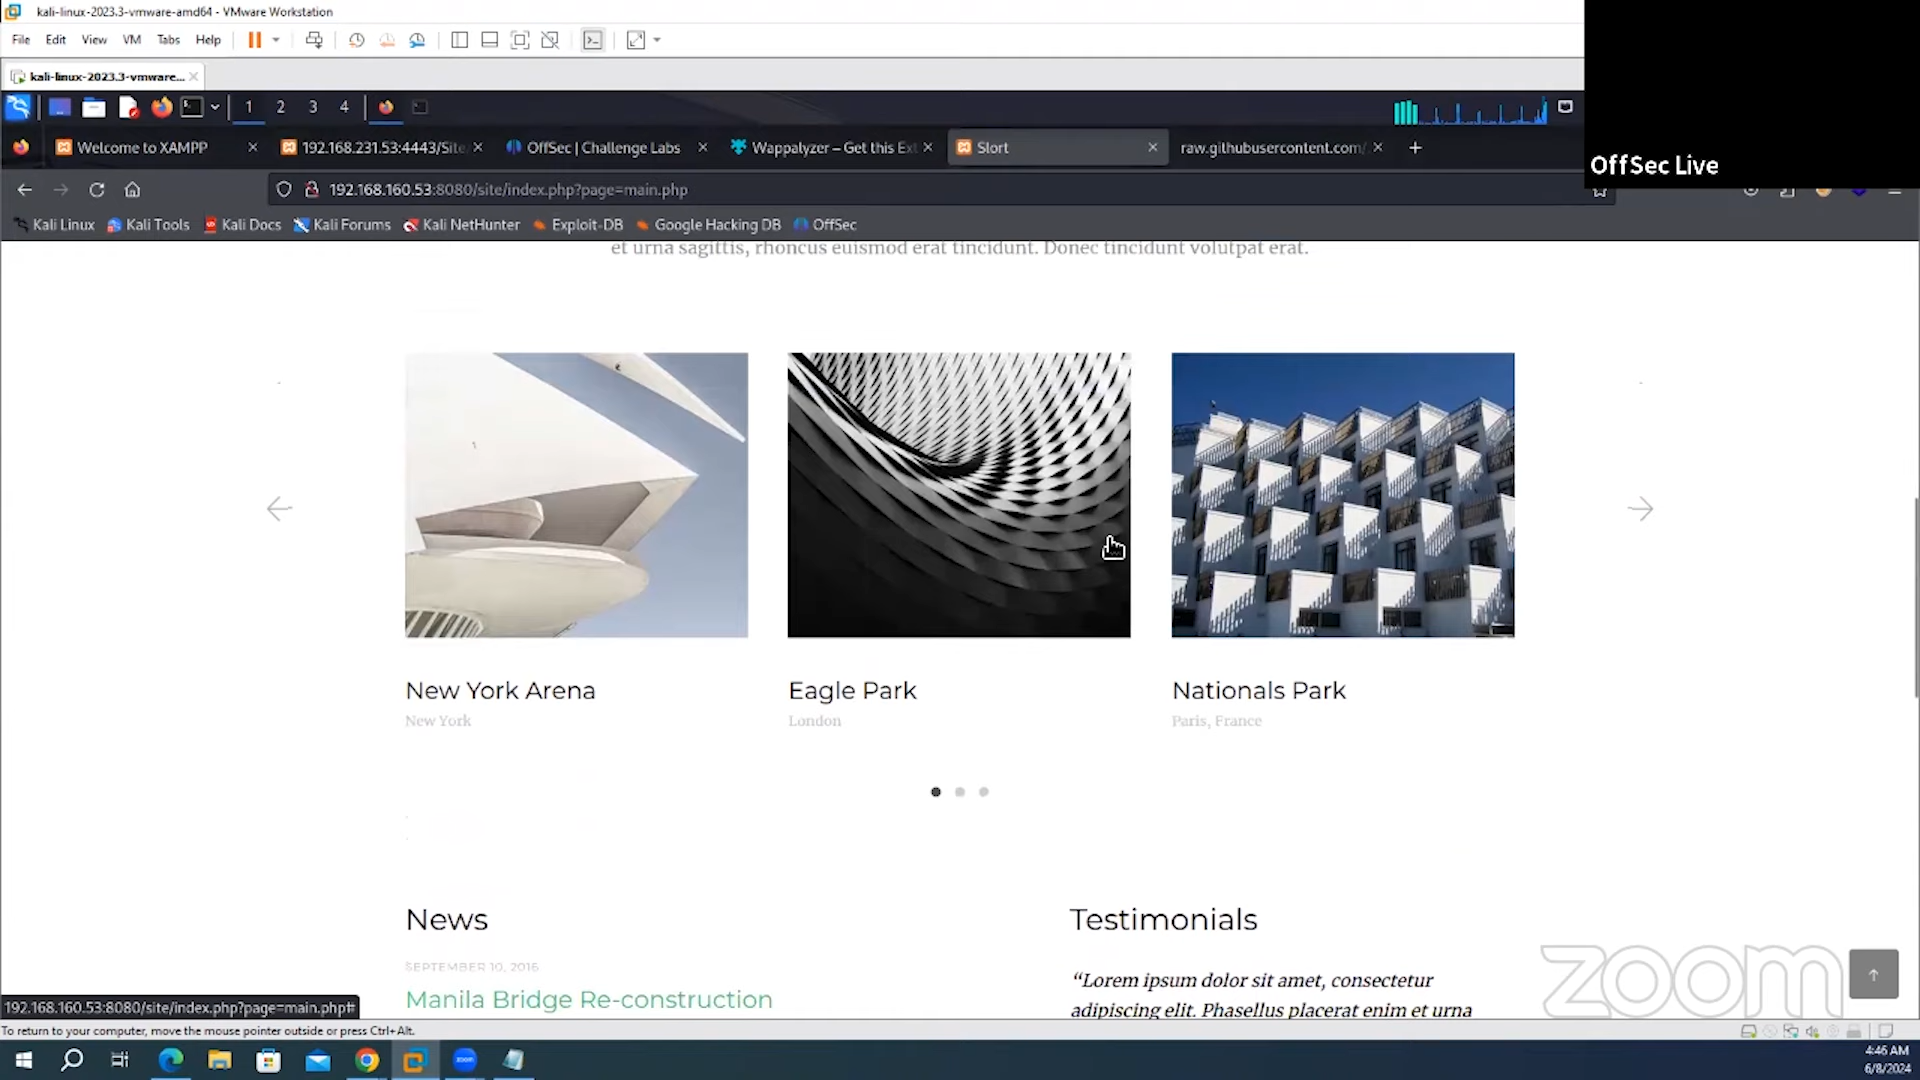 kali-linux-2023.3-vmware-amd64 - VMware Workstation
File Edit View VM Tabs Help
kali-linux-2023.3-vmware...
1 2 3 4
Welcome to XAMPP
192.168.231.53:4443/Site
OffSec | Challenge Labs
Wappalyzer – Get this Ext
Slort
raw.githubusercontent.com/
OffSec Live
192.168.160.53:8080/site/index.php?page=main.php
Kali Linux Kali Tools Kali Docs Kali Forums Kali NetHunter Exploit-DB Google Hacking DB OffSec
et urna sagittis, rhoncus euismod erat tincidunt. Donec tincidunt volutpat erat.
New York Arena
New York
Eagle Park
London
Nationals Park
Paris, France
News
SEPTEMBER 10, 2016
Manila Bridge Re-construction
Testimonials
“Lorem ipsum dolor sit amet, consectetur
adipiscing elit. Phasellus placerat enim et urna
zoom
192.168.160.53:8080/site/index.php?page=main.php#
To return to your computer, move the mouse pointer outside or press Ctrl+Alt.
zoom
4:46 AM
6/8/2024